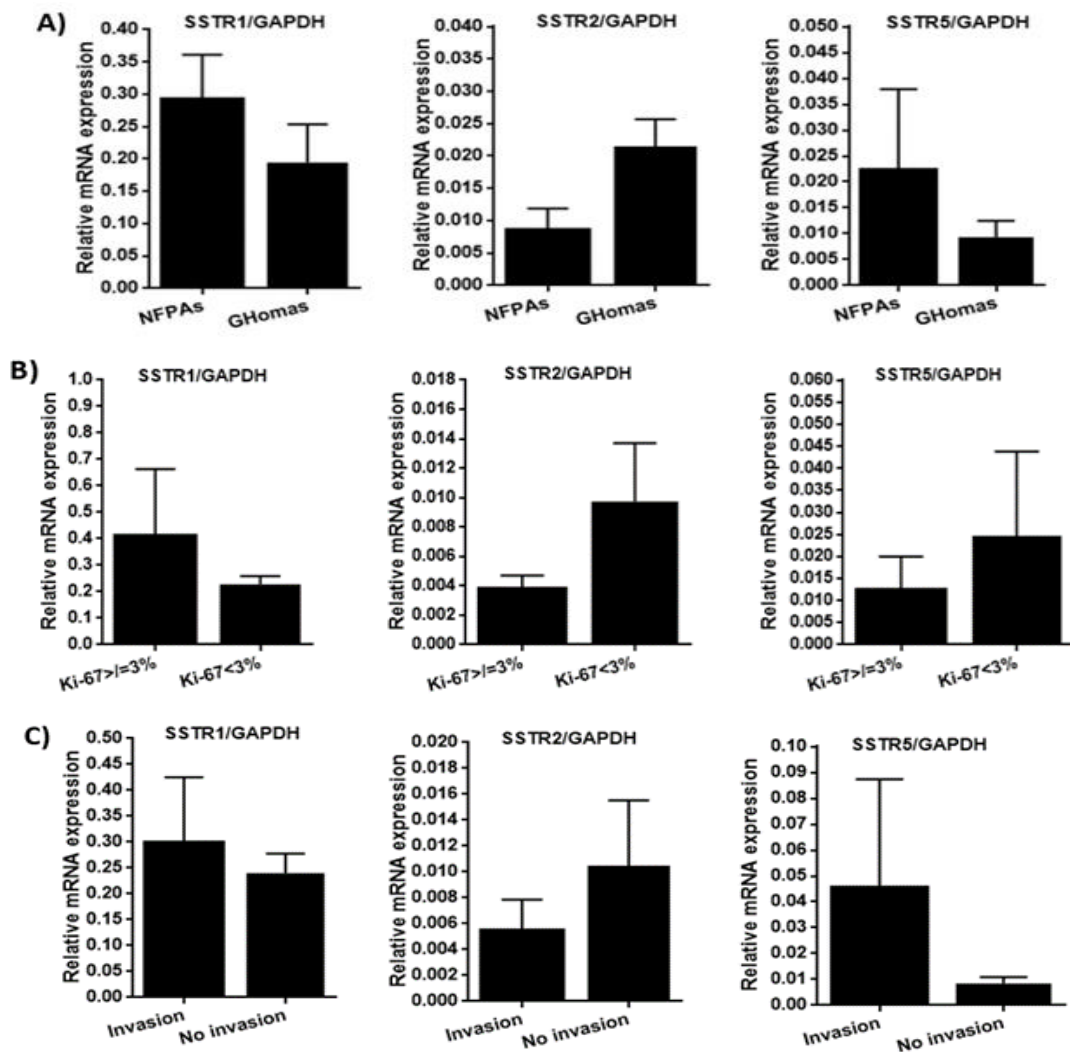 A)
SSTR1/GAPDH
Relative mRNA expression
0.40
0.35
0.30
0.25
0.20
0.15
0.10
0.05
0.00
NFPAs
GHomas
SSTR2/GAPDH
Relative mRNA expression
0.040
0.035
0.030
0.025
0.020
0.015
0.010
0.005
0.000
NFPAs
GHomas
SSTR5/GAPDH
Relative mRNA expression
0.050
0.045
0.040
0.035
0.030
0.025
0.020
0.015
0.010
0.005
0.000
NFPAs
GHomas
B)
SSTR1/GAPDH
Relative mRNA expression
1.0
0.9
0.8
0.7
0.6
0.5
0.4
0.3
0.2
0.1
0.0
Ki-67>/=3%
Ki-67<3%
SSTR2/GAPDH
Relative mRNA expression
0.018
0.016
0.014
0.012
0.010
0.008
0.006
0.004
0.002
0.000
Ki-67>/=3%
Ki-67<3%
SSTR5/GAPDH
Relative mRNA expression
0.060
0.055
0.050
0.045
0.040
0.035
0.030
0.025
0.020
0.015
0.010
0.005
0.000
Ki-67>/=3%
Ki-67<3%
C)
SSTR1/GAPDH
Relative mRNA expression
0.50
0.45
0.40
0.35
0.30
0.25
0.20
0.15
0.10
0.05
0.00
Invasion
No invasion
SSTR2/GAPDH
Relative mRNA expression
0.020
0.018
0.016
0.014
0.012
0.010
0.008
0.006
0.004
0.002
0.000
Invasion
No invasion
SSTR5/GAPDH
Relative mRNA expression
0.10
0.09
0.08
0.07
0.06
0.05
0.04
0.03
0.02
0.01
0.00
Invasion
No invasion